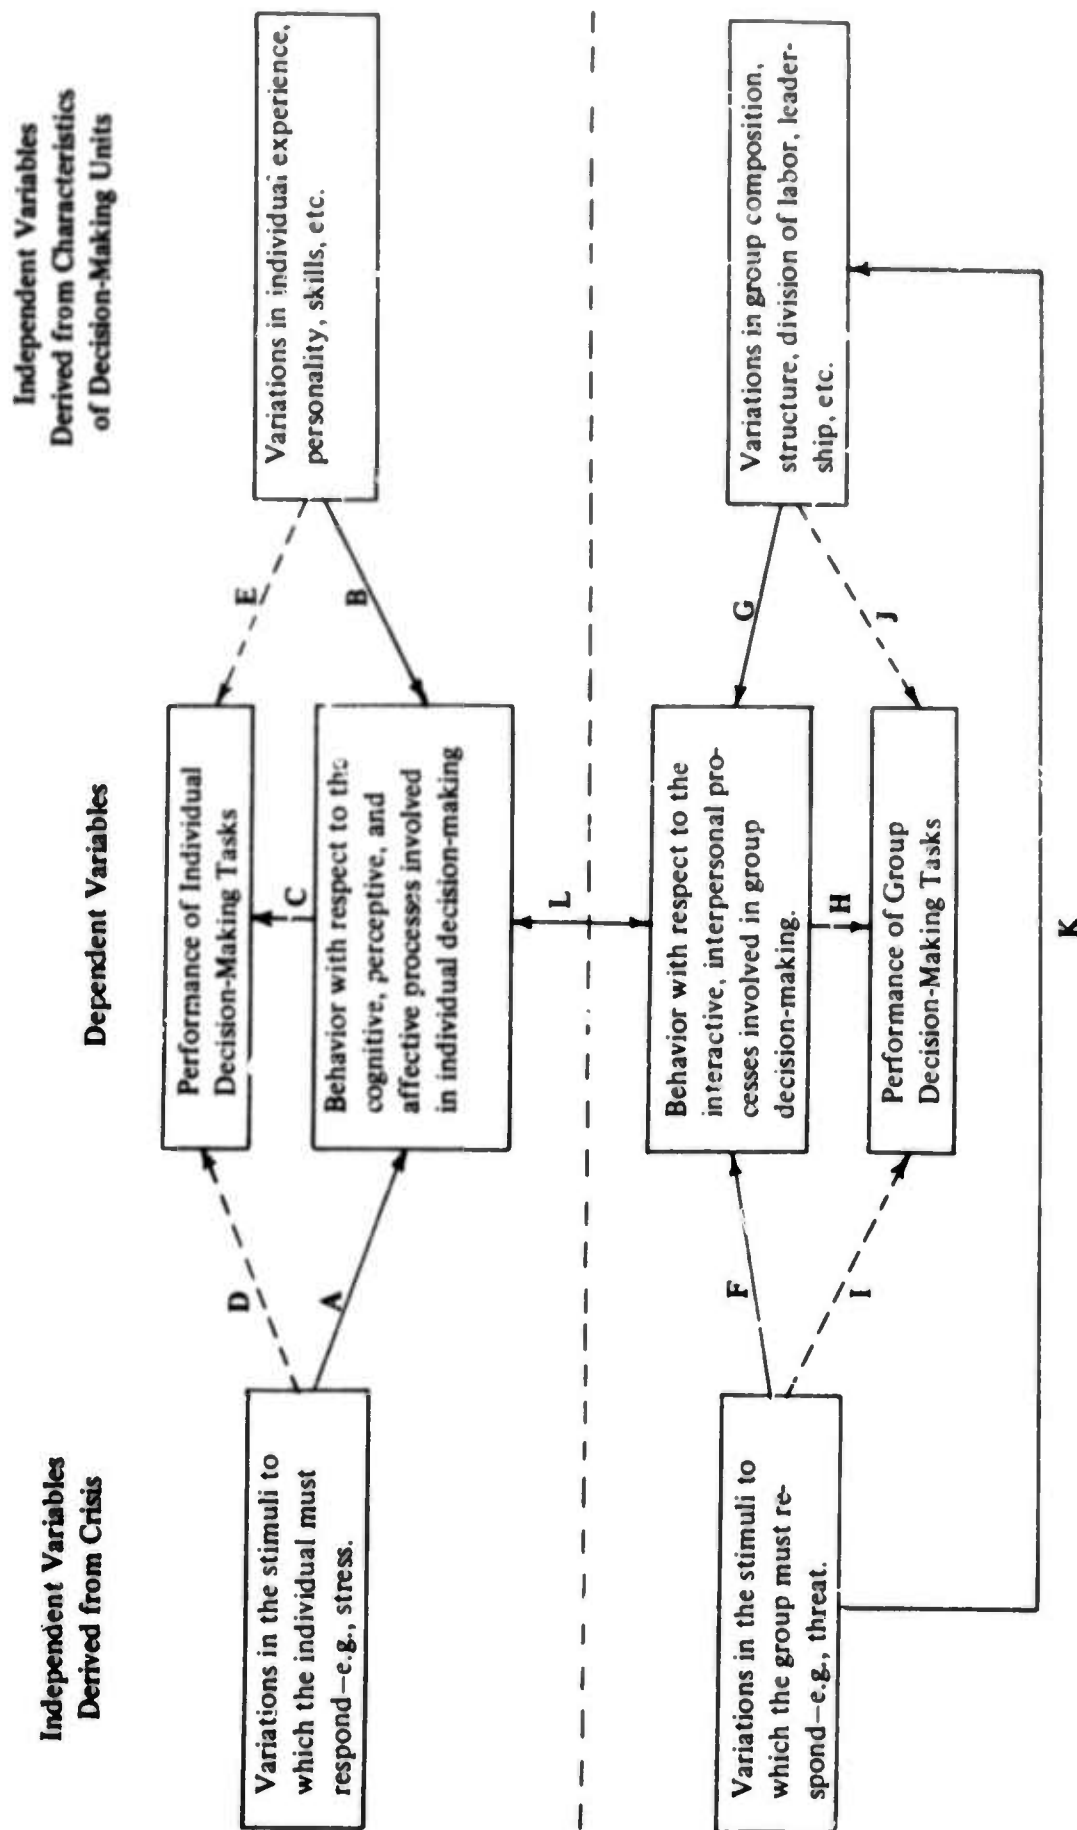 Independent Variables
Derived from Crisis
Dependent Variables
Independent Variables
Derived from Characteristics
of Decision-Making Units
Performance of Individual
Decision-Making Tasks
D
C
E
Variations in the stimuli to
which the individual must
respond—e.g., stress.
A
Behavior with respect to the
cognitive, perceptive, and
affective processes involved
in individual decision-making
B
Variations in individual experience,
personality, skills, etc.
L
Variations in the stimuli to
which the group must re-
spond—e.g., threat.
F
Behavior with respect to the
interactive, interpersonal pro-
cesses involved in group
decision-making.
G
Variations in group composition,
structure, division of labor, leader-
ship, etc.
H
I
Performance of Group
Decision-Making Tasks
J
K